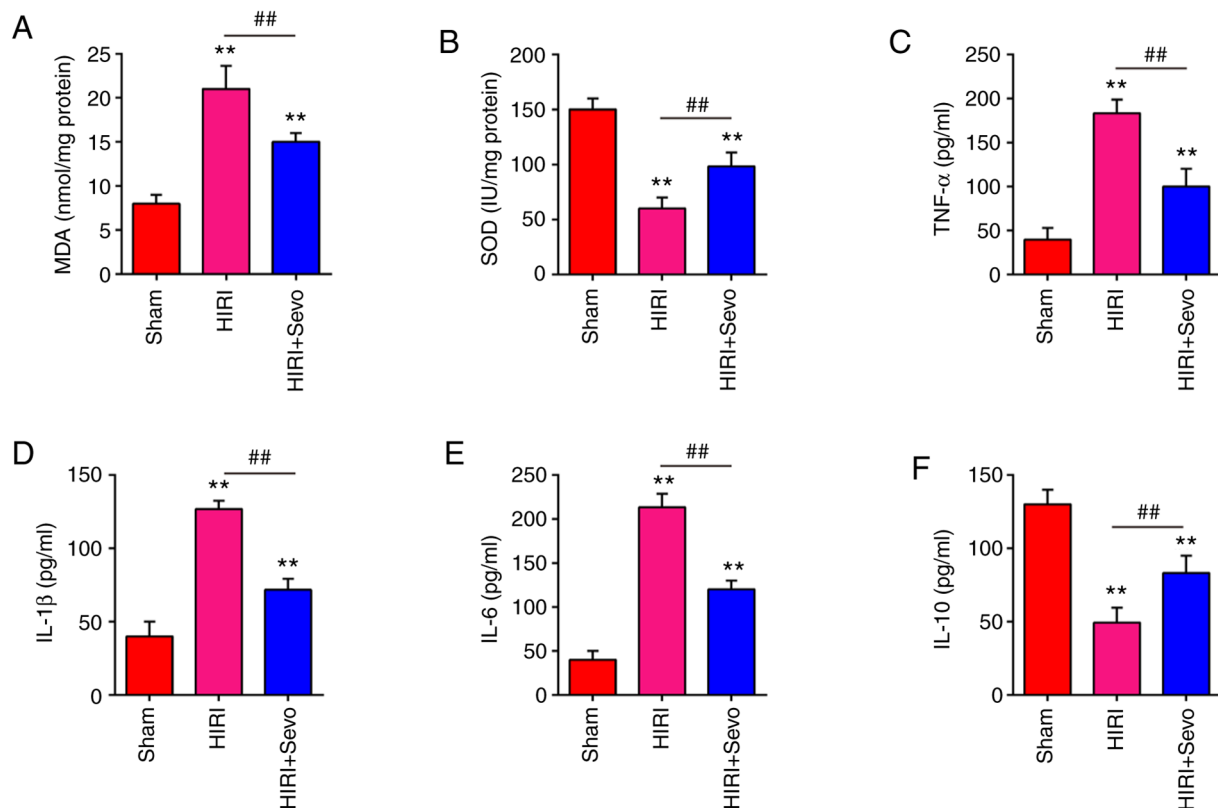 A
##
**
**
MDA (nmol/mg protein)
25
20
15
10
5
0
Sham
HIRI
HIRI+Sevo
B
##
**
**
SOD (IU/mg protein)
200
150
100
50
0
Sham
HIRI
HIRI+Sevo
C
##
**
**
TNF-α (pg/ml)
250
200
150
100
50
0
Sham
HIRI
HIRI+Sevo
D
##
**
**
IL-1β (pg/ml)
150
100
50
0
Sham
HIRI
HIRI+Sevo
E
##
**
**
IL-6 (pg/ml)
250
200
150
100
50
0
Sham
HIRI
HIRI+Sevo
F
##
**
**
IL-10 (pg/ml)
150
100
50
0
Sham
HIRI
HIRI+Sevo